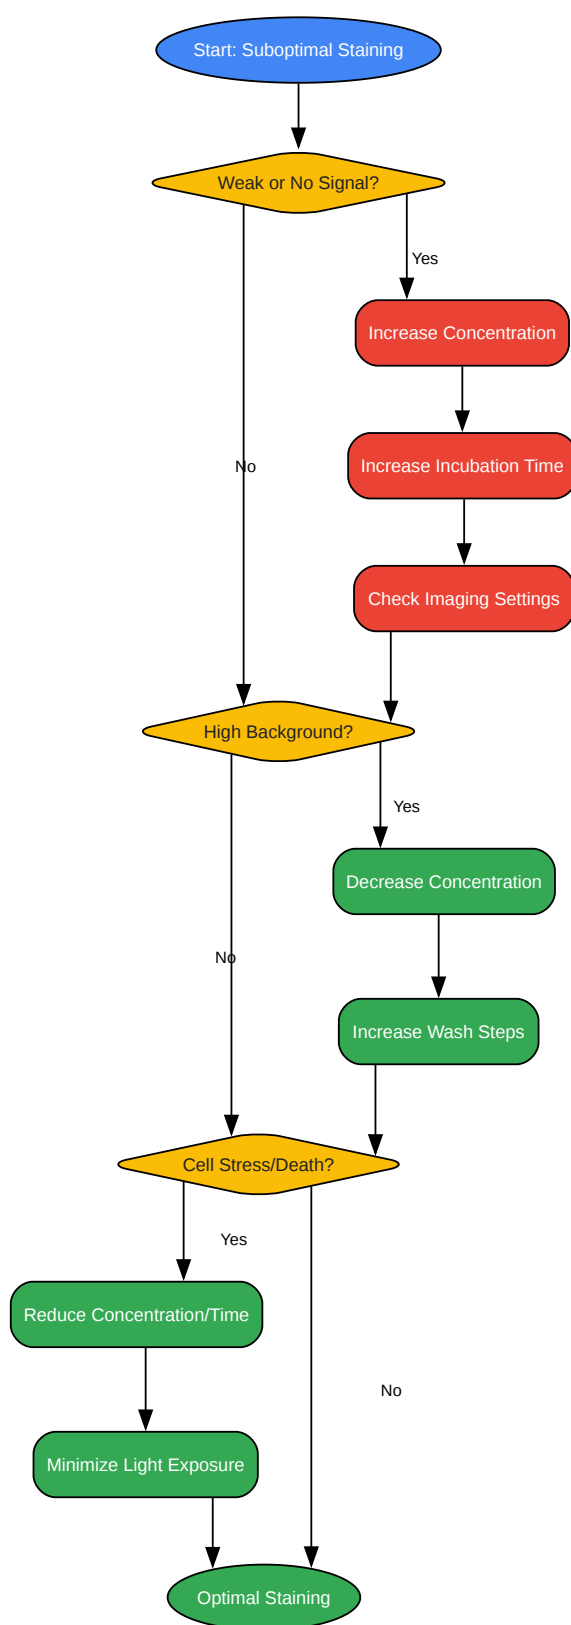 Start: Suboptimal Staining
Weak or No Signal?
Yes
Increase Concentration
No
Increase Incubation Time
Check Imaging Settings
High Background?
Yes
Decrease Concentration
No
Increase Wash Steps
Cell Stress/Death?
Yes
Reduce Concentration/Time
No
Minimize Light Exposure
Optimal Staining